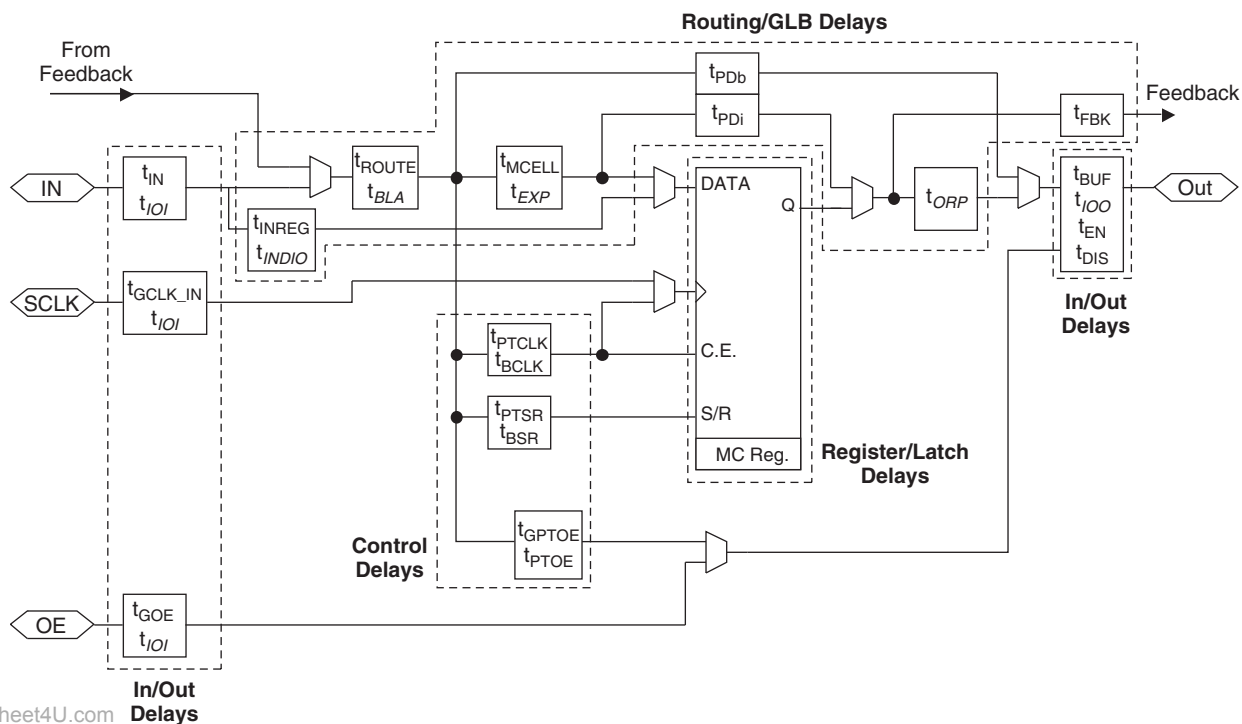 Routing/GLB Delays
From
Feedback
tPDb
tPDi
Feedback
tFBK
IN
tIN
tIOI
tROUTE
tBLA
tMCELL
tEXP
DATA
Q
tORP
tBUF
tIOO
tEN
tDIS
Out
tINREG
tINDIO
SCLK
tGCLK_IN
tIOI
In/Out
Delays
tPTCLK
tBCLK
C.E.
tPTSR
tBSR
S/R
MC Reg.
Register/Latch
Delays
Control
Delays
tGPTOE
tPTOE
OE
tGOE
tIOI
In/Out
Delays
heet4U.com